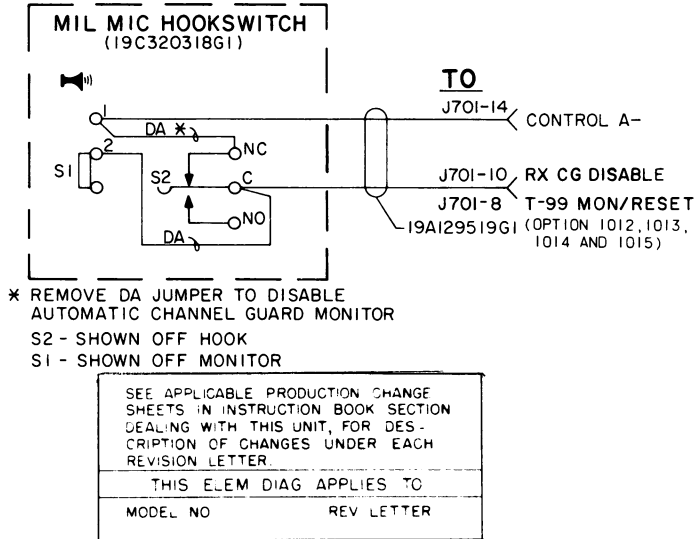 MIL MIC HOOKSWITCH
(19C320318G1)
TO
1
J701-14
CONTROL A-
DA *
2
NC
S1
S2
C
J701-10 RX CG DISABLE
J701-8 T-99 MON/RESET
NO
19A129519G1 (OPTION 1012, 1013,
1014 AND 1015)
DA
* REMOVE DA JUMPER TO DISABLE
AUTOMATIC CHANNEL GUARD MONITOR
S2 - SHOWN OFF HOOK
S1 - SHOWN OFF MONITOR
SEE APPLICABLE PRODUCTION CHANGE
SHEETS IN INSTRUCTION BOOK SECTION
DEALING WITH THIS UNIT, FOR DES-
CRIPTION OF CHANGES UNDER EACH
REVISION LETTER.
THIS ELEM DIAG APPLIES TO
MODEL NO REV LETTER